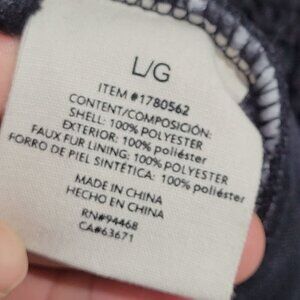 L/G
ITEM #1780562
CONTENT/COMPOSICIÓN:
SHELL: 100% POLYESTER
EXTERIOR: 100% poliéster
FAUX FUR LINING: 100% POLYESTER
FORRO DE PIEL SINTÉTICA: 100% poliéster
MADE IN CHINA
HECHO EN CHINA
RN#94468
CA#63671